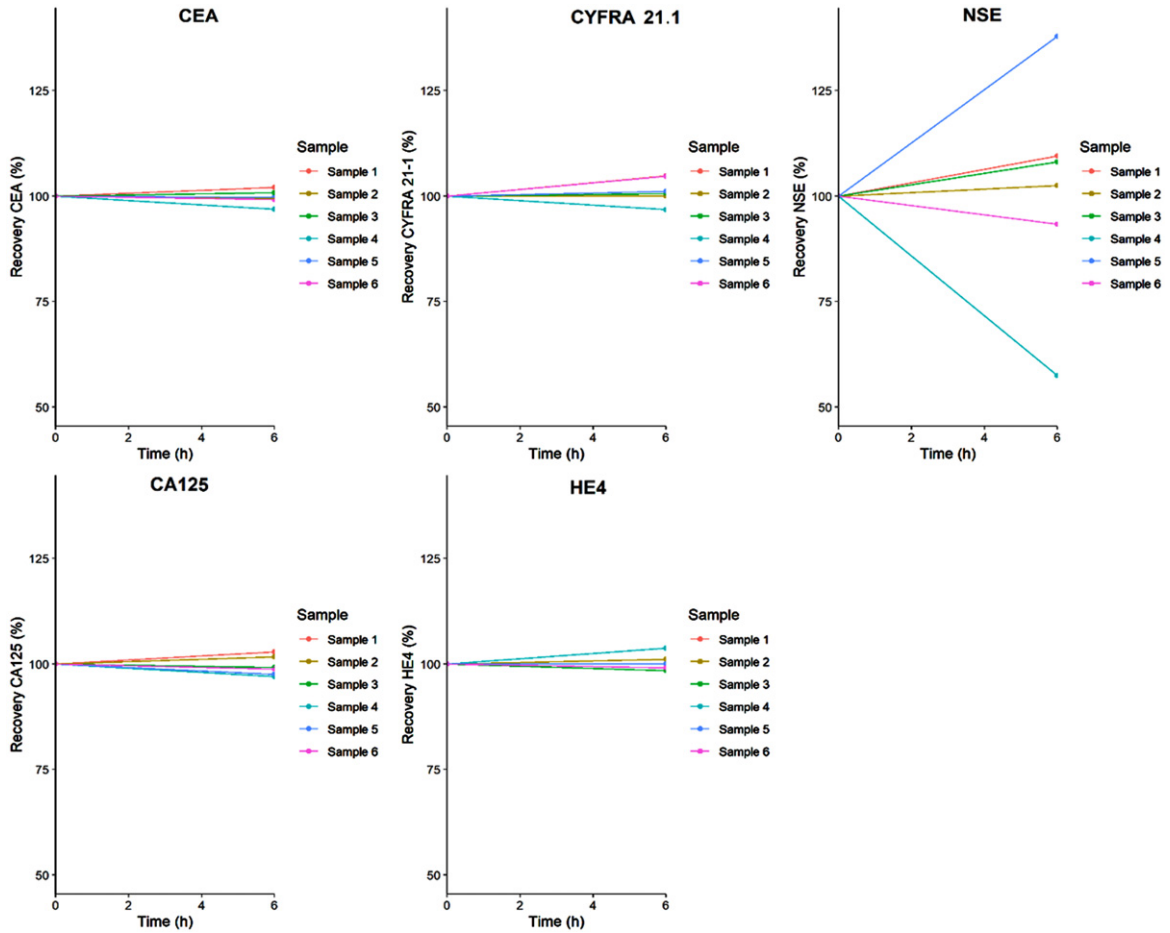 CEA
Recovery CEA (%)
125
100
75
50
0
2
4
6
Time (h)
Sample
Sample 1
Sample 2
Sample 3
Sample 4
Sample 5
Sample 6
CYFRA 21.1
Recovery CYFRA 21-1 (%)
125
100
75
50
0
2
4
6
Time (h)
Sample
Sample 1
Sample 2
Sample 3
Sample 4
Sample 5
Sample 6
NSE
Recovery NSE (%)
125
100
75
50
0
2
4
6
Time (h)
Sample
Sample 1
Sample 2
Sample 3
Sample 4
Sample 5
Sample 6
CA125
Recovery CA125 (%)
125
100
75
50
0
2
4
6
Time (h)
Sample
Sample 1
Sample 2
Sample 3
Sample 4
Sample 5
Sample 6
HE4
Recovery HE4 (%)
125
100
75
50
0
2
4
6
Time (h)
Sample
Sample 1
Sample 2
Sample 3
Sample 4
Sample 5
Sample 6